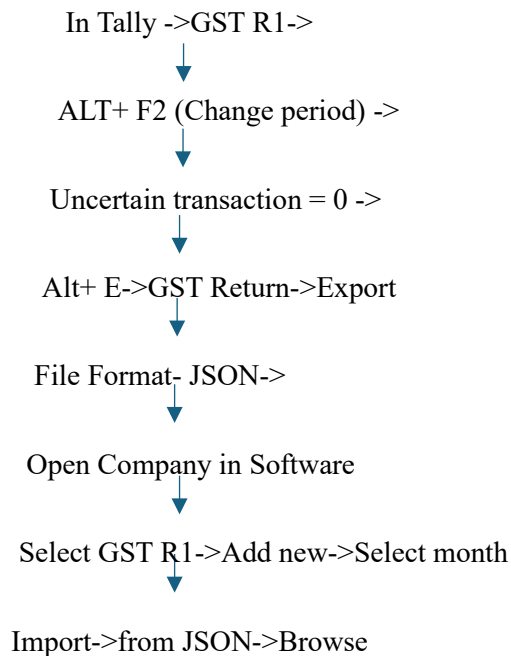 In Tally ->GST R1->
ALT+ F2 (Change period) ->
Uncertain transaction = 0 ->
Alt+ E->GST Return->Export
File Format- JSON->
Open Company in Software
Select GST R1->Add new->Select month
Import->from JSON->Browse